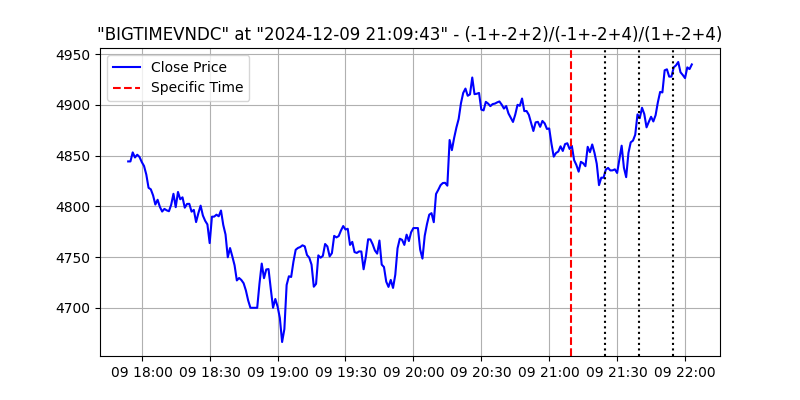 "BIGTIMEVNDC" at "2024-12-09 21:09:43" - (-1+-2+2)/(-1+-2+4)/(1+-2+4)
Close Price
Specific Time
4950
4900
4850
4800
4750
4700
09 18:00 09 18:30 09 19:00 09 19:30 09 20:00 09 20:30 09 21:00 09 21:30 09 22:00